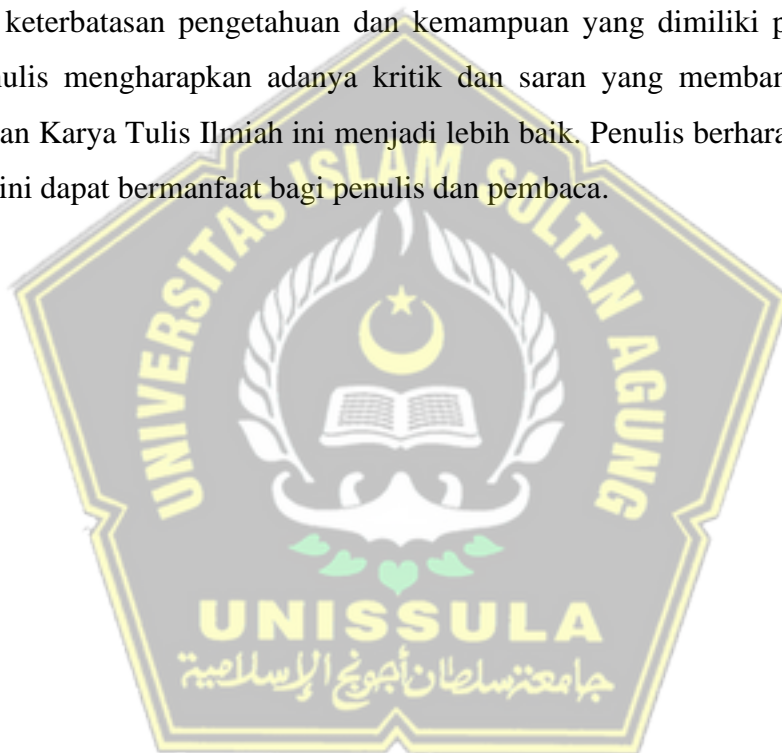 keterbatasan pengetahuan dan kemampuan yang dimiliki p
nulis mengharapkan adanya kritik dan saran yang memban
an Karya Tulis Ilmiah ini menjadi lebih baik. Penulis berhara
ini dapat bermanfaat bagi penulis dan pembaca.
UNIVERSITAS ISLAM SULTAN AGUNG
UNISSULA
جامعة سلطان أجونج الإسلامية